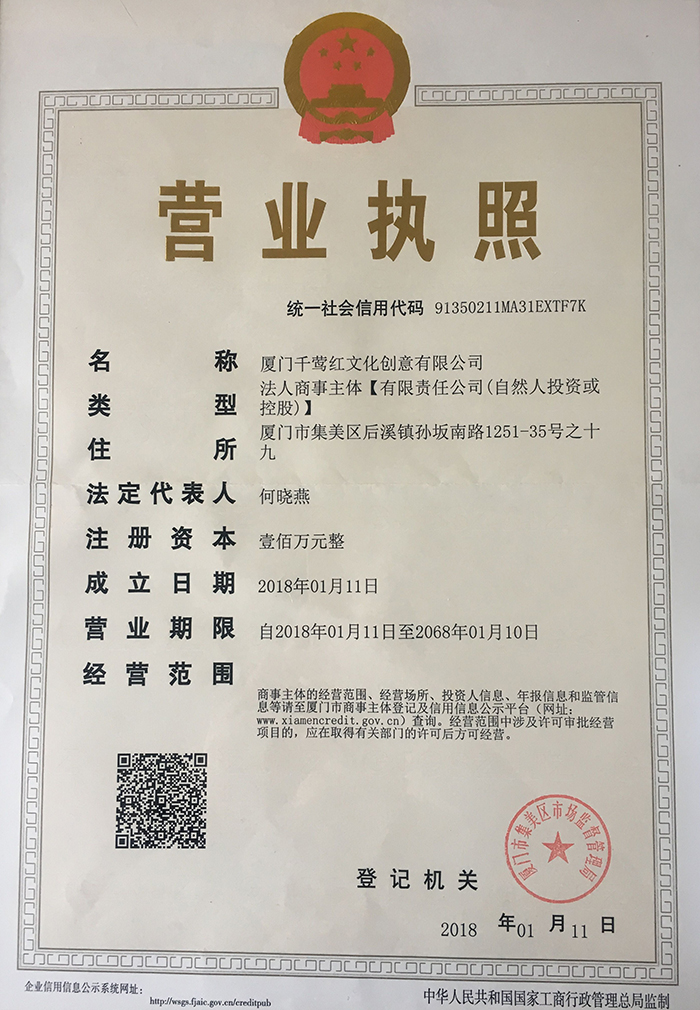 营业执照
统一社会信用代码 91350211MA31EXTF7K
名称 厦门千莺红文化创意有限公司
类型 法人商事主体【有限责任公司(自然人投资或
控股)】
住所 厦门市集美区后溪镇孙坂南路1251-35号之十
九
法定代表人 何晓燕
注册资本 壹佰万元整
成立日期 2018年01月11日
营业期限 自2018年01月11日至2068年01月10日
经营范围
商事主体的经营范围、经营场所、投资人信息、年报信息和监管信
息等请至厦门市商事主体登记及信用信息公示平台（网址:
www.xiamencredit.gov.cn）查询。经营范围中涉及许可审批经营
项目的，应在取得有关部门的许可后方可经营。
厦门市集美区市场监督管理局
登记机关
2018 年01 月11 日
企业信用信息公示系统网址：
http://wsgs.fjaic.gov.cn/creditpub
中华人民共和国国家工商行政管理总局监制